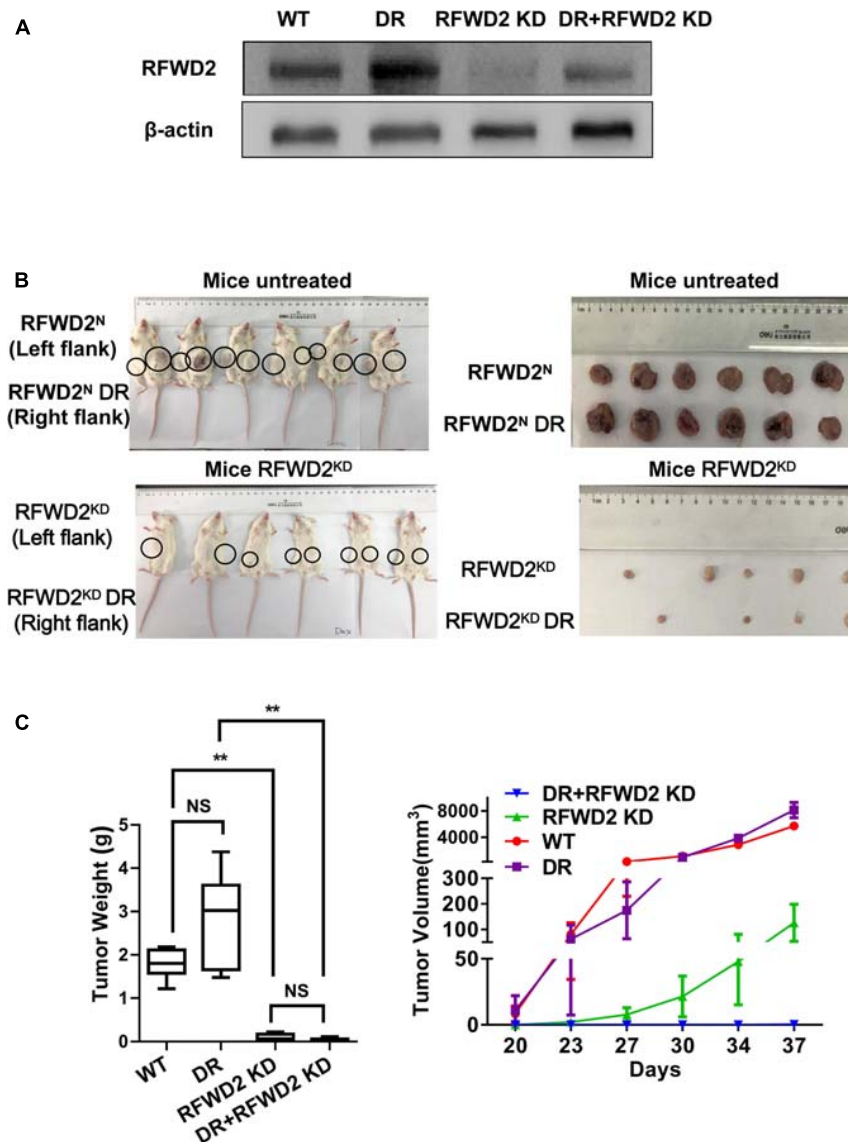 A
WT DR RFWD2 KD DR+RFWD2 KD
RFWD2
β-actin
B
Mice untreated
RFWD2ᴺ
(Left flank)
RFWD2ᴺ DR
(Right flank)
Mice untreated
RFWD2ᴺ
RFWD2ᴺ DR
Mice RFWD2ᴷᴰ
RFWD2ᴷᴰ
(Left flank)
RFWD2ᴷᴰ DR
(Right flank)
Mice RFWD2ᴷᴰ
RFWD2ᴷᴰ
RFWD2ᴷᴰ DR
C
**
**
NS
NS
Tumor Weight (g)
5
4
3
2
1
0
WT
DR
RFWD2 KD
DR+RFWD2 KD
DR+RFWD2 KD
RFWD2 KD
WT
DR
Tumor Volume(mm³)
8000
4000
300
200
100
50
0
20 23 27 30 34 37
Days